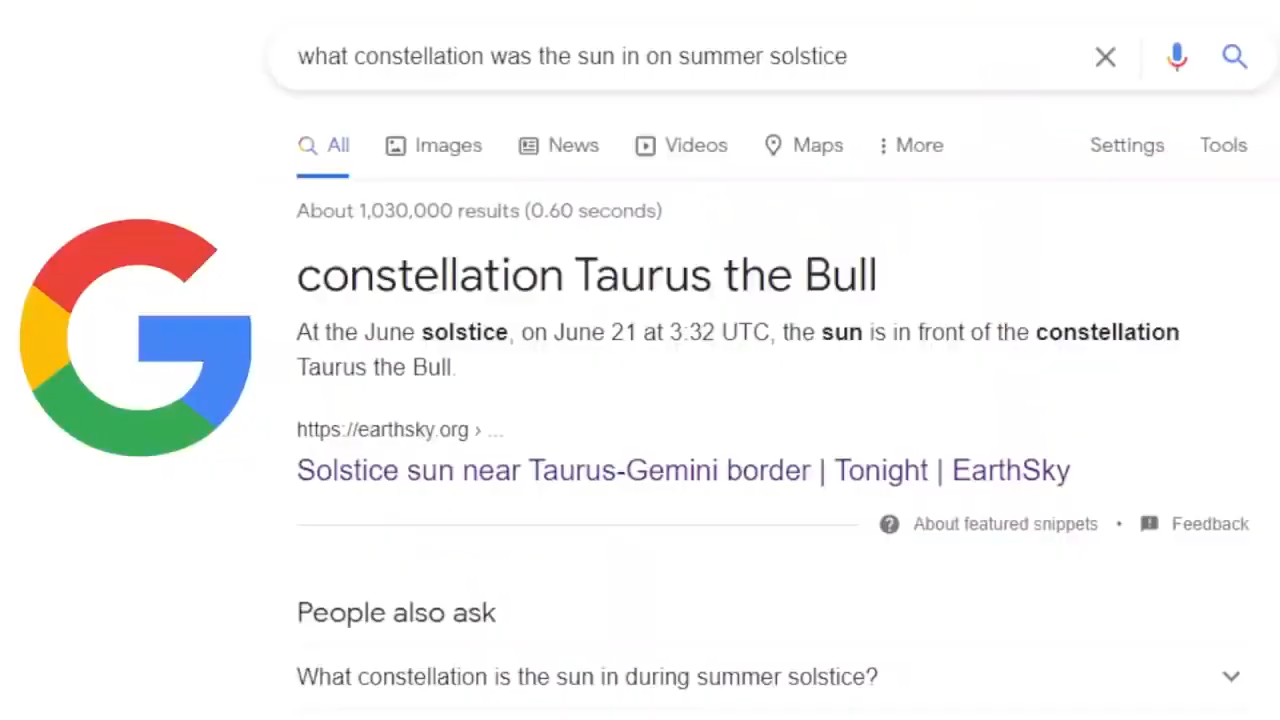 what constellation was the sun in on summer solstice
All Images News Videos Maps More Settings Tools
About 1,030,000 results (0.60 seconds)
constellation Taurus the Bull
At the June solstice, on June 21 at 3:32 UTC, the sun is in front of the constellation
Taurus the Bull.
https://earthsky.org › ...
Solstice sun near Taurus-Gemini border | Tonight | EarthSky
About featured snippets • Feedback
People also ask
What constellation is the sun in during summer solstice?